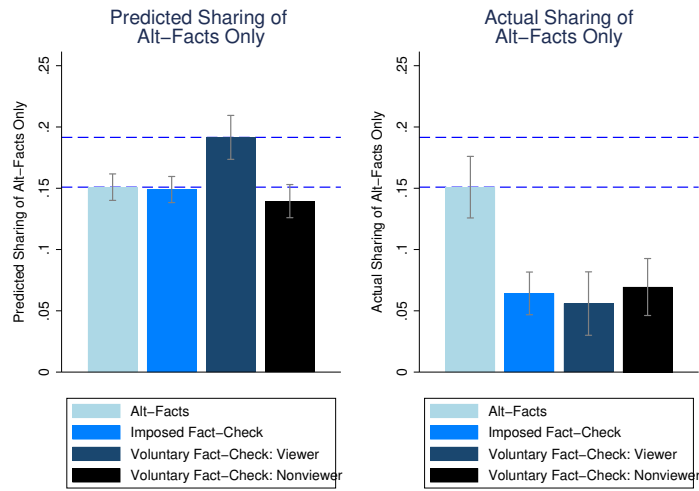 Predicted Sharing of
Alt−Facts Only
Predicted Sharing of Alt−Facts Only
.25
.2
.15
.1
.05
0
Alt−Facts
Imposed Fact−Check
Voluntary Fact−Check: Viewer
Voluntary Fact−Check: Nonviewer
Actual Sharing of
Alt−Facts Only
Actual Sharing of Alt−Facts Only
.25
.2
.15
.1
.05
0
Alt−Facts
Imposed Fact−Check
Voluntary Fact−Check: Viewer
Voluntary Fact−Check: Nonviewer